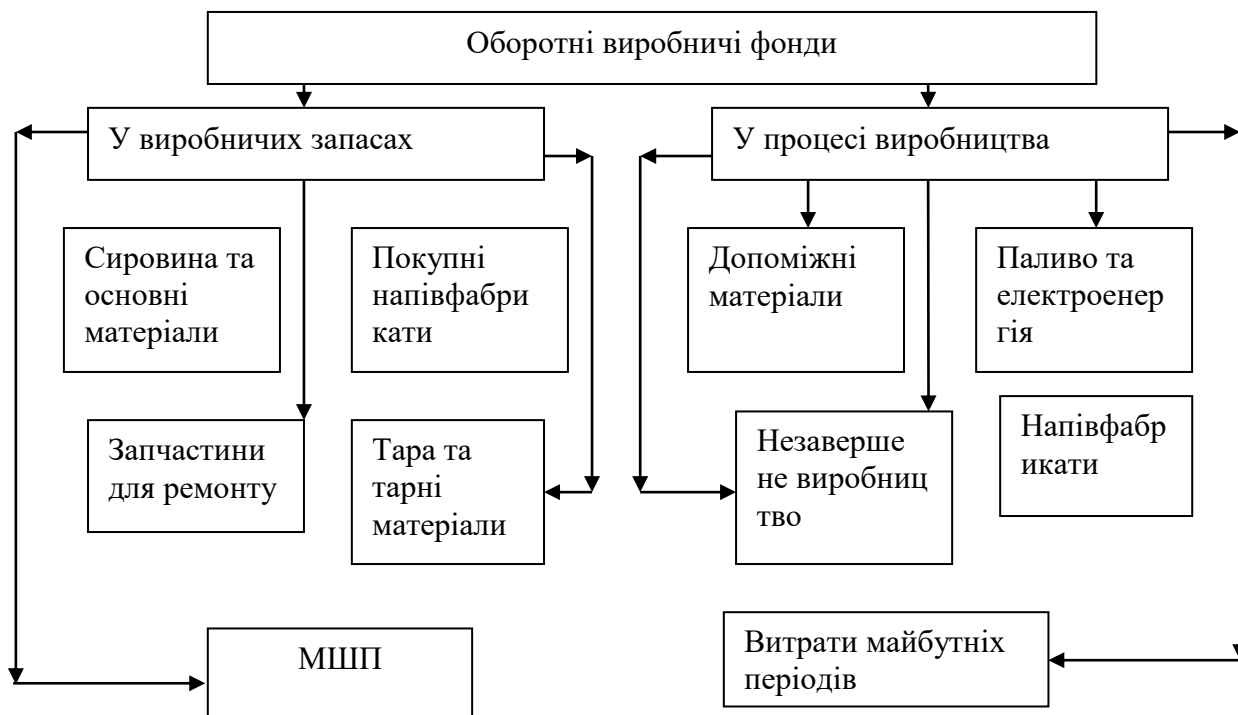 Оборотні виробничі фонди
У виробничих запасах
У процесі виробництва
Сировина та
основні
матеріали
Покупні
напівфабри
кати
Допоміжні
матеріали
Паливо та
електроенер
гія
Запчастини
для ремонту
Тара та
тарні
матеріали
Незаверше
не виробниц
тво
Напівфабр
икати
МШП
Витрати майбутніх
періодів